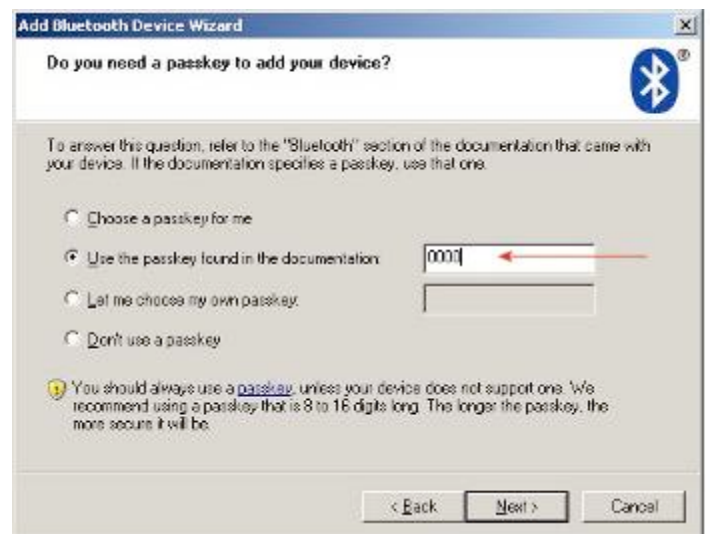 Add Bluetooth Device Wizard
Do you need a passkey to add your device?
®
To answer this question, refer to the "Bluetooth" section of the documentation that came with
your device. If the documentation specifies a passkey, use that one.
Choose a passkey for me
Use the passkey found in the documentation: 0000
Let me choose my own passkey:
Don't use a passkey
You should always use a passkey, unless your device does not support one. We
recommend using a passkey that is 8 to 16 digits long. The longer the passkey, the
more secure it will be.
< Back Next > Cancel